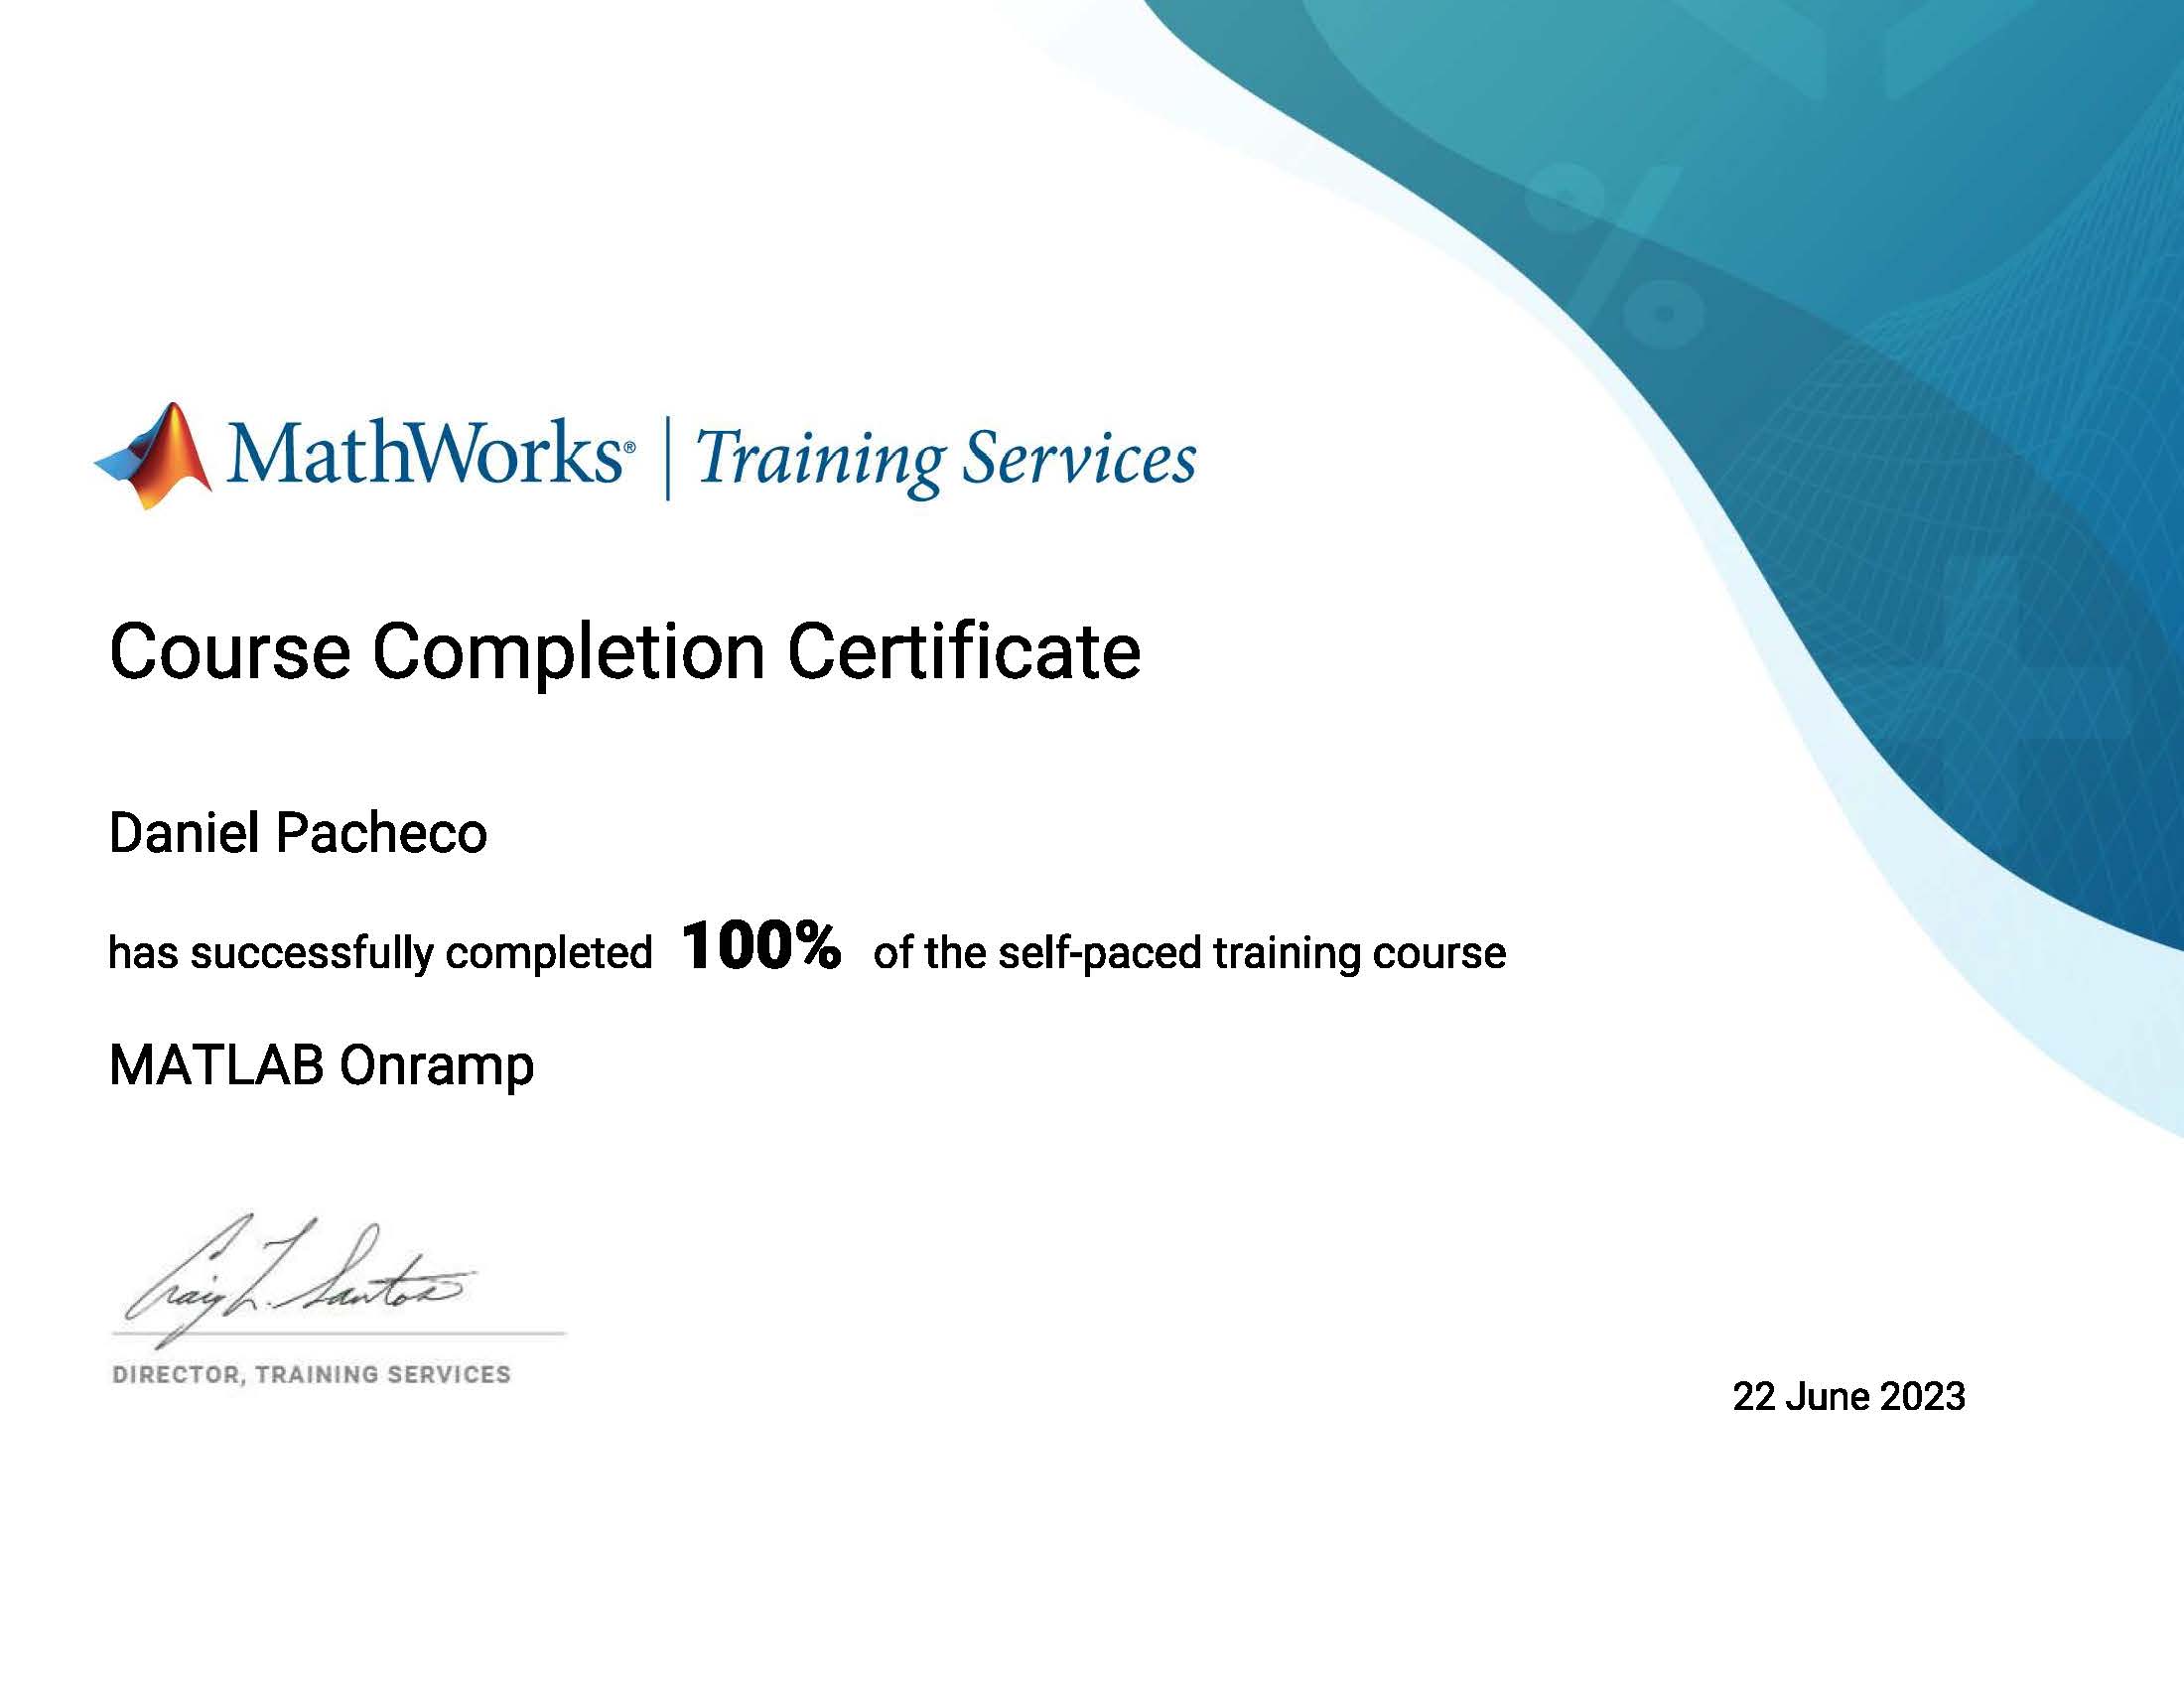 MathWorks® | Training Services
Course Completion Certificate
Daniel Pacheco
has successfully completed 100% of the self-paced training course
MATLAB Onramp
Craig L. Santos
DIRECTOR, TRAINING SERVICES
22 June 2023